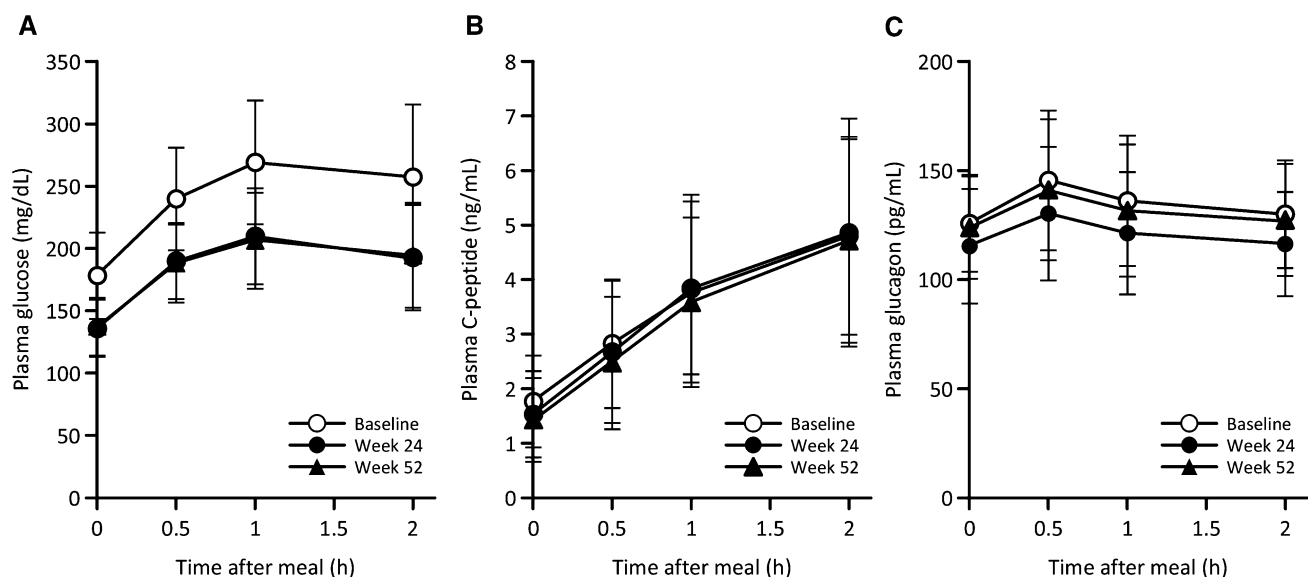 A
Plasma glucose (mg/dL)
350
300
250
200
150
100
50
0
0
0.5
1
1.5
2
Time after meal (h)
Baseline
Week 24
Week 52
B
Plasma C-peptide (ng/mL)
8
7
6
5
4
3
2
1
0
0
0.5
1
1.5
2
Time after meal (h)
Baseline
Week 24
Week 52
C
Plasma glucagon (pg/mL)
200
150
100
50
0
0
0.5
1
1.5
2
Time after meal (h)
Baseline
Week 24
Week 52